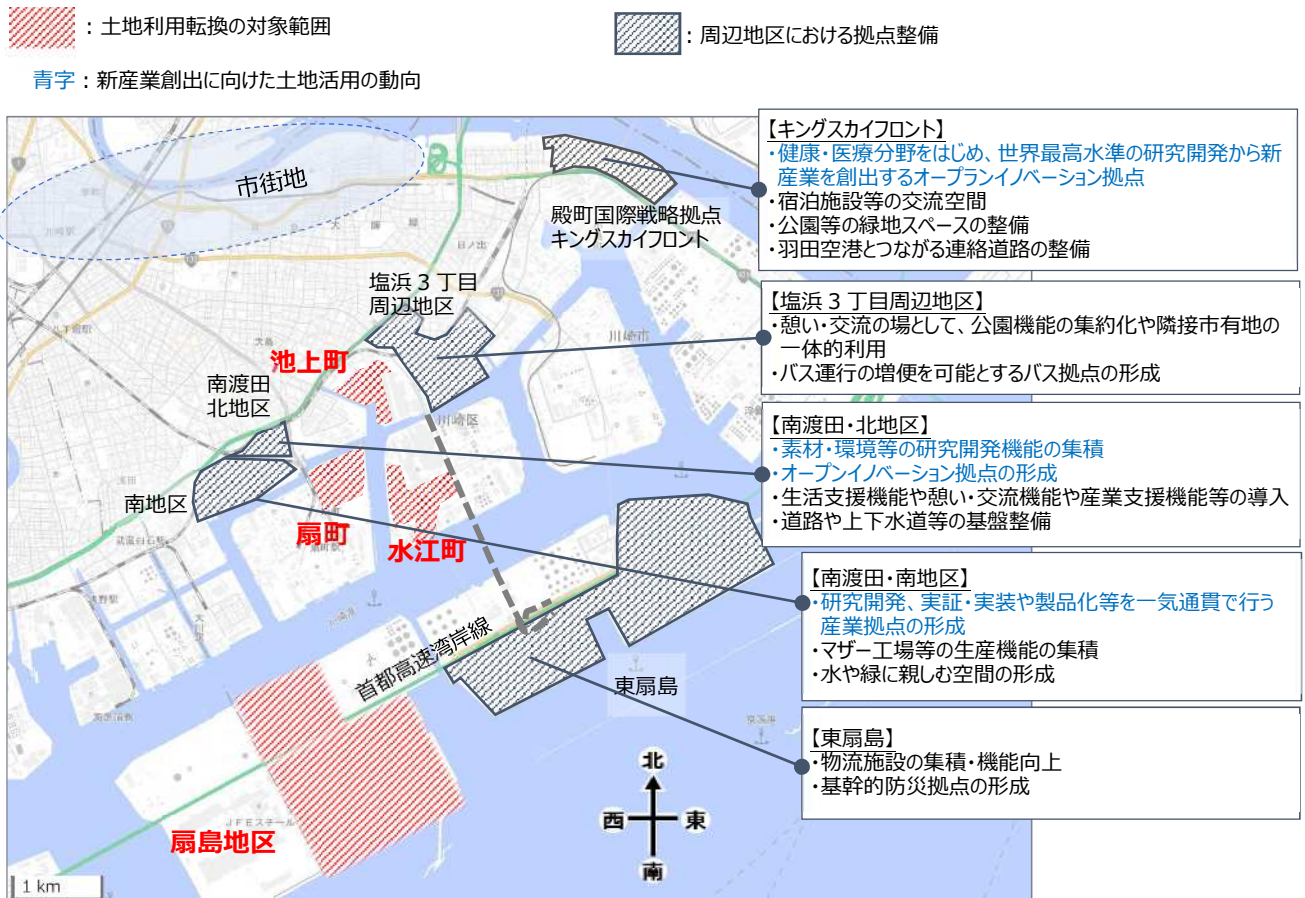 ：土地利用転換の対象範囲
：周辺地区における拠点整備
青字：新産業創出に向けた土地活用の動向
市街地
殿町国際戦略拠点
キングスカイフロント
塩浜３丁目
周辺地区
池上町
南渡田
北地区
南地区
扇町
水江町
川崎市
川崎区
大島
日ノ出
首都高速湾岸線
東扇島
JFEスチール
扇島地区
北
西
東
南
1 km
【キングスカイフロント】
・健康・医療分野をはじめ、世界最高水準の研究開発から新
産業を創出するオープランイノベーション拠点
・宿泊施設等の交流空間
・公園等の緑地スペースの整備
・羽田空港とつながる連絡道路の整備
【塩浜３丁目周辺地区】
・憩い・交流の場として、公園機能の集約化や隣接市有地の
一体的利用
・バス運行の増便を可能とするバス拠点の形成
【南渡田・北地区】
・素材・環境等の研究開発機能の集積
・オープンイノベーション拠点の形成
・生活支援機能や憩い・交流機能や産業支援機能等の導入
・道路や上下水道等の基盤整備
【南渡田・南地区】
・研究開発、実証・実装や製品化等を一気通貫で行う
産業拠点の形成
・マザー工場等の生産機能の集積
・水や緑に親しむ空間の形成
【東扇島】
・物流施設の集積・機能向上
・基幹的防災拠点の形成